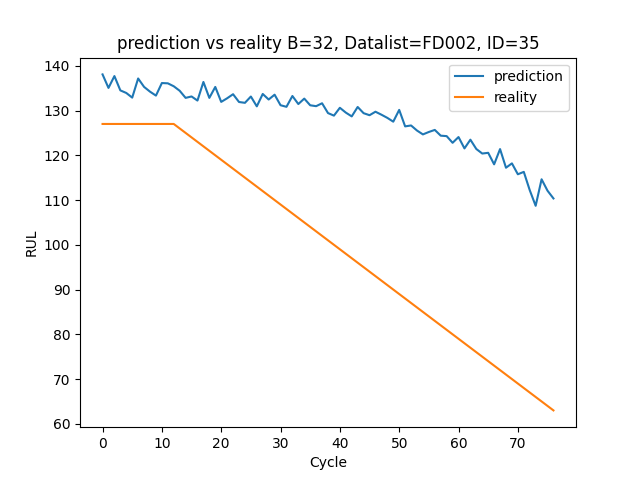 prediction vs reality B=32, Datalist=FD002, ID=35
prediction
reality
RUL
140
130
120
110
100
90
80
70
60
0 10 20 30 40 50 60 70
Cycle